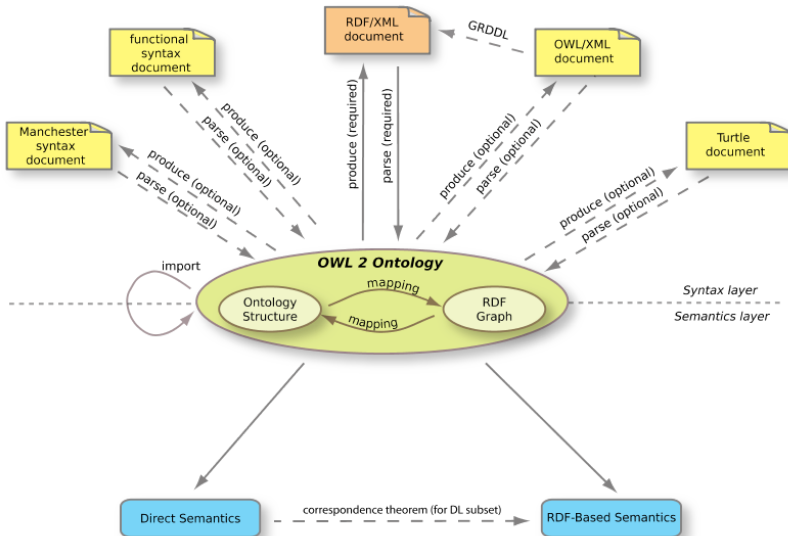 RDF/XML
document
GRDDL
functional
syntax
document
OWL/XML
document
Manchester
syntax
document
Turtle
document
produce (optional)
parse (optional)
produce (optional)
parse (optional)
produce (required)
parse (required)
produce (optional)
parse (optional)
produce (optional)
parse (optional)
OWL 2 Ontology
import
mapping
Ontology
Structure
RDF
Graph
mapping
Syntax layer
Semantics layer
Direct Semantics
correspondence theorem (for DL subset)
RDF-Based Semantics